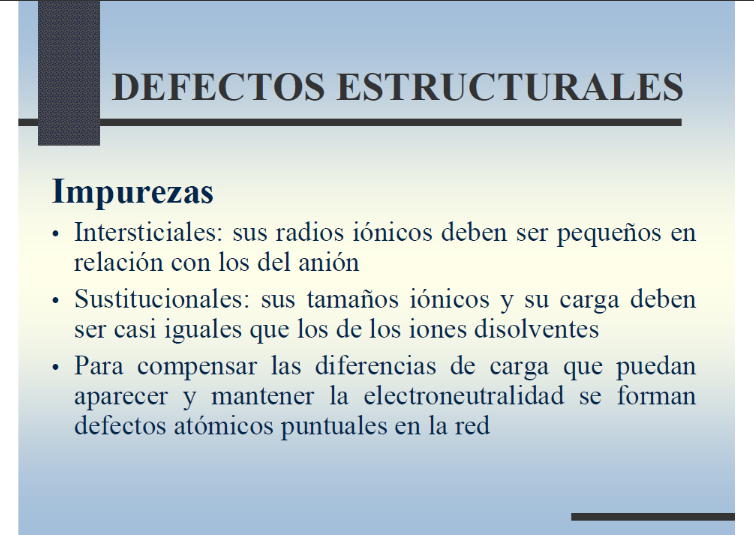 DEFECTOS ESTRUCTURALES
Impurezas
• Intersticiales: sus radios iónicos deben ser pequeños en
relación con los del anión
• Sustitucionales: sus tamaños iónicos y su carga deben
ser casi iguales que los de los iones disolventes
• Para compensar las diferencias de carga que puedan
aparecer y mantener la electroneutralidad se forman
defectos atómicos puntuales en la red